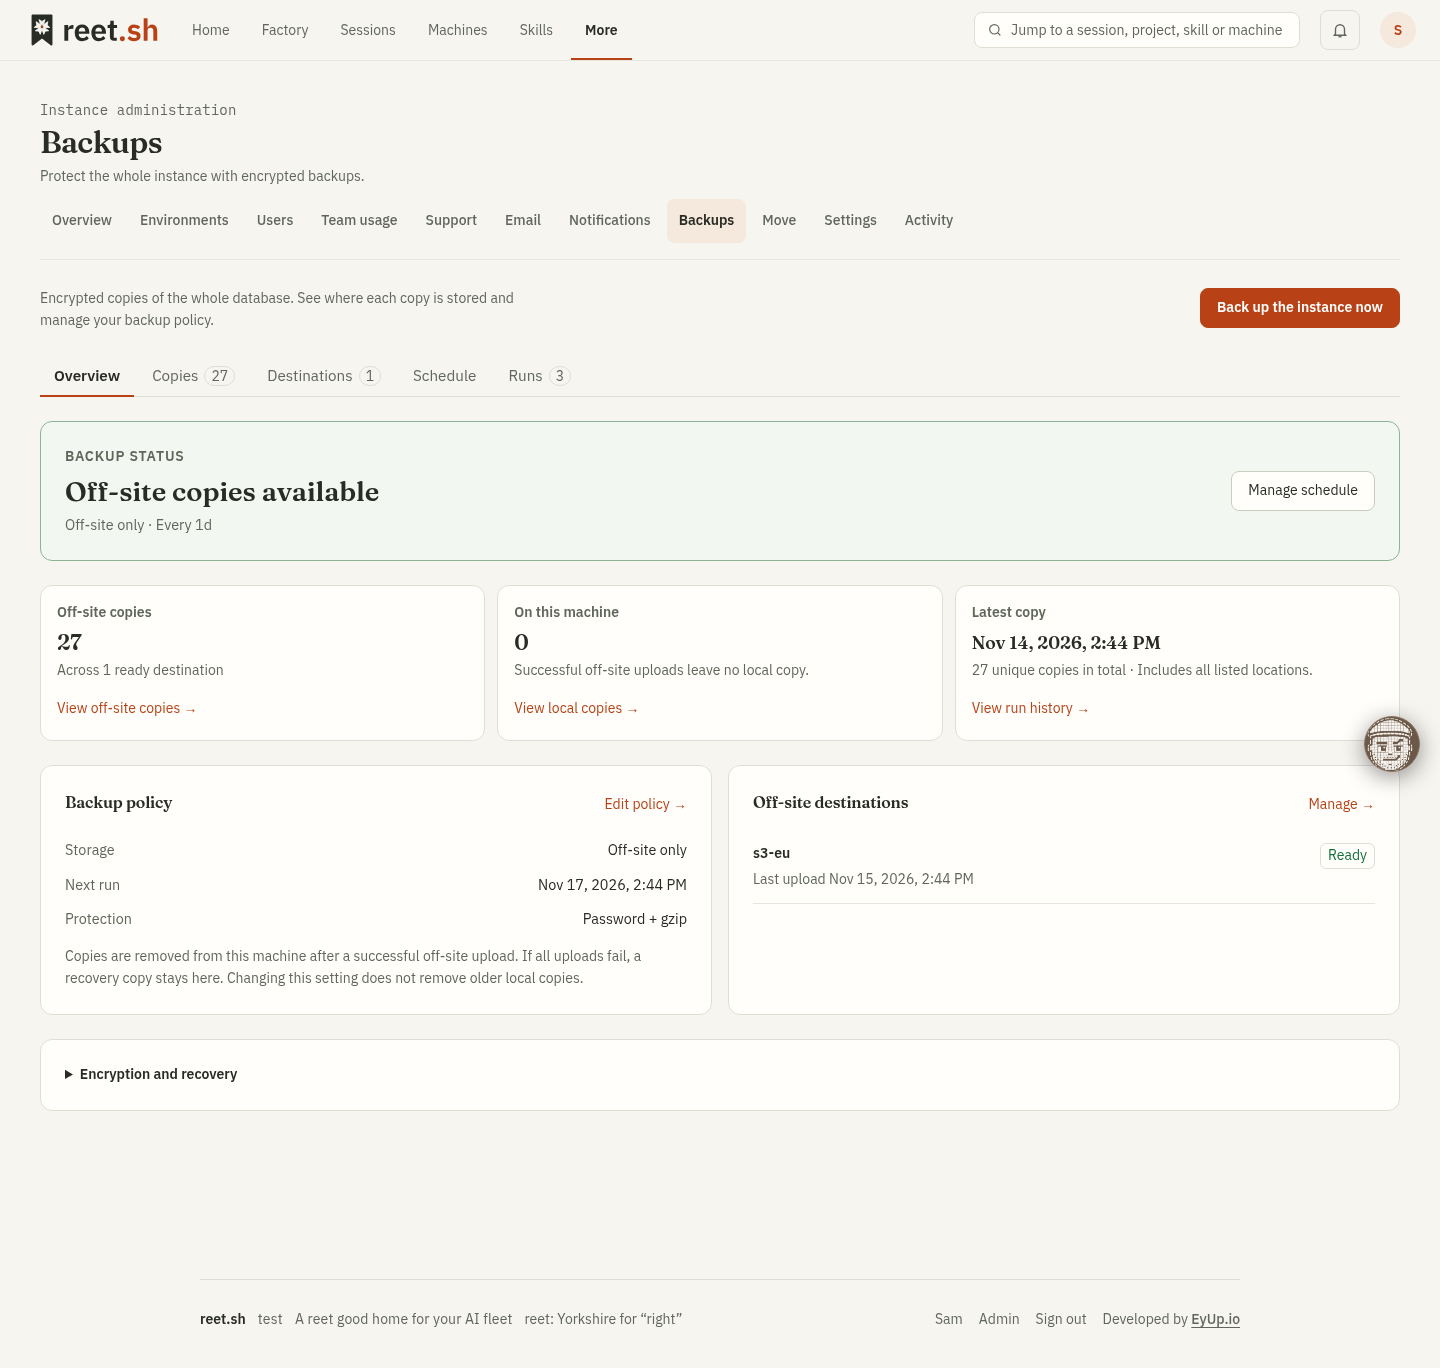 reet.sh
Home
Factory
Sessions
Machines
Skills
More
Jump to a session, project, skill or machine
S
Instance administration
Backups
Protect the whole instance with encrypted backups.
Overview
Environments
Users
Team usage
Support
Email
Notifications
Backups
Move
Settings
Activity
Encrypted copies of the whole database. See where each copy is stored and
manage your backup policy.
Back up the instance now
Overview
Copies 27
Destinations 1
Schedule
Runs 3
BACKUP STATUS
Off-site copies available
Off-site only · Every 1d
Manage schedule
Off-site copies
27
Across 1 ready destination
View off-site copies →
On this machine
0
Successful off-site uploads leave no local copy.
View local copies →
Latest copy
Nov 14, 2026, 2:44 PM
27 unique copies in total · Includes all listed locations.
View run history →
Backup policy
Edit policy →
Storage
Off-site only
Next run
Nov 17, 2026, 2:44 PM
Protection
Password + gzip
Copies are removed from this machine after a successful off-site upload. If all uploads fail, a
recovery copy stays here. Changing this setting does not remove older local copies.
Off-site destinations
Manage →
s3-eu
Ready
Last upload Nov 15, 2026, 2:44 PM
▶ Encryption and recovery
reet.sh
test
A reet good home for your AI fleet
reet: Yorkshire for “right”
Sam
Admin
Sign out
Developed by EyUp.io